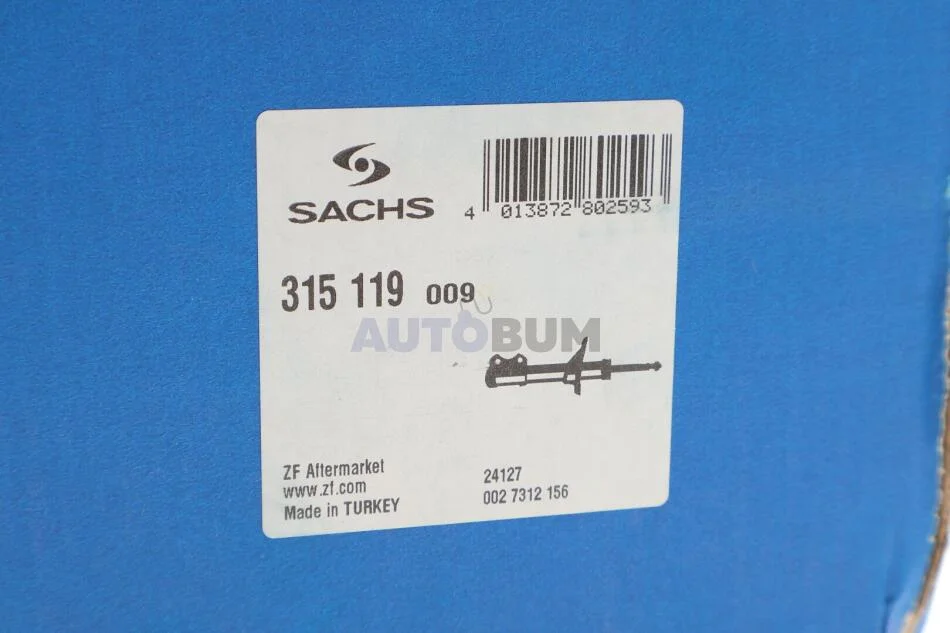 SACHS
4 013872 802593
315 119 009
AUTOBUM
ZF Aftermarket
www.zf.com
Made in TURKEY
24127
002 7312 156